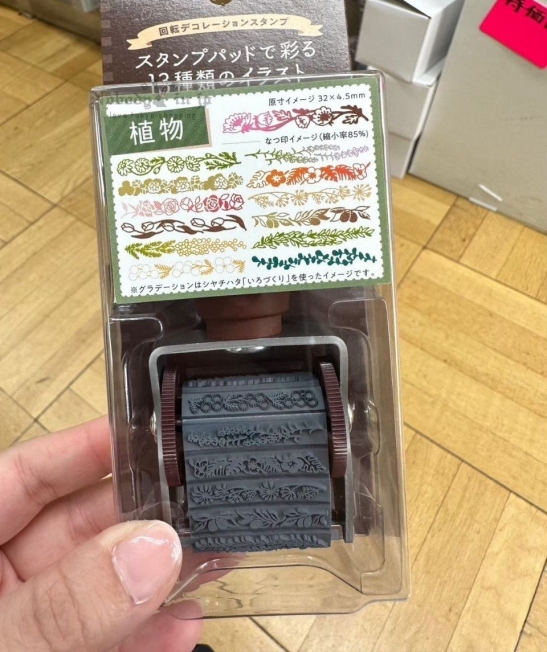 回転デコレーションスタンプ
スタンプパッドで彩る
13種類のイラスト
植物
原寸イメージ 32×4.5mm
なつ印イメージ(縮小率85%)
※グラデーションはシヤチハタ「いろづくり」を使ったイメージです。